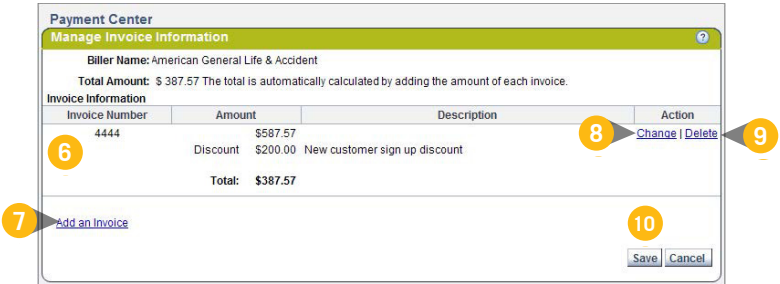 Payment Center
Manage Invoice Information ?
Biller Name: American General Life & Accident
Total Amount: $ 387.57 The total is automatically calculated by adding the amount of each invoice.
Invoice Information
Invoice Number Amount Description Action
4444 $587.57 8 Change | Delete 9
6 Discount $200.00 New customer sign up discount
Total: $387.57
7 Add an Invoice 10
Save Cancel